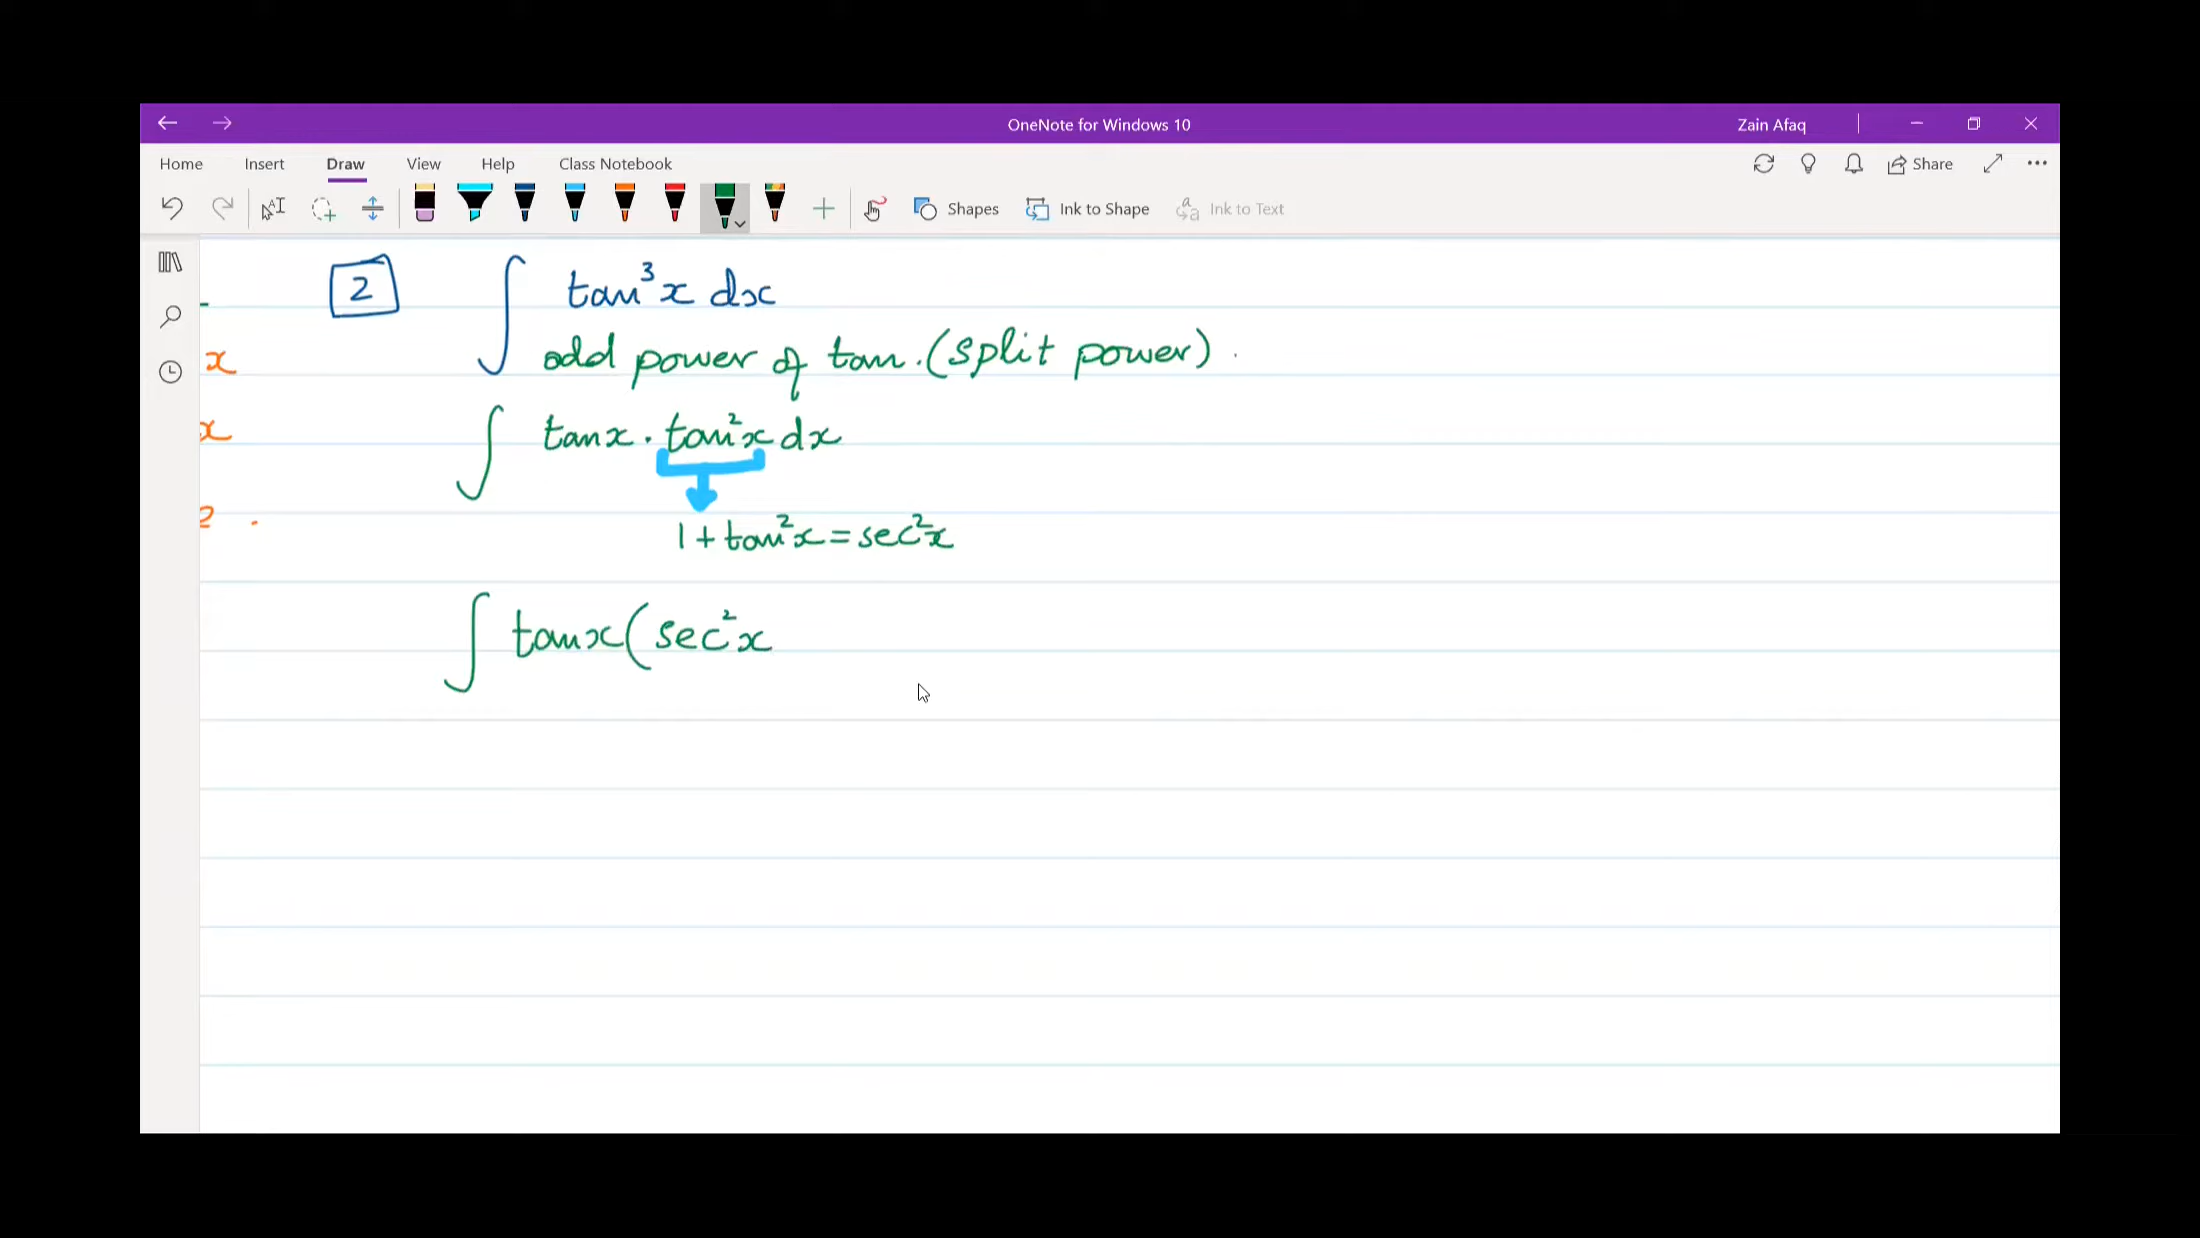 OneNote for Windows 10
Zain Afaq
Home Insert Draw View Help Class Notebook Share
Shapes Ink to Shape Ink to Text
2 ∫ tan³x dx
x odd power of tan. (split power).
x ∫ tanx · tan²x dx
1 + tan²x = sec²x
∫ tanx(sec²x